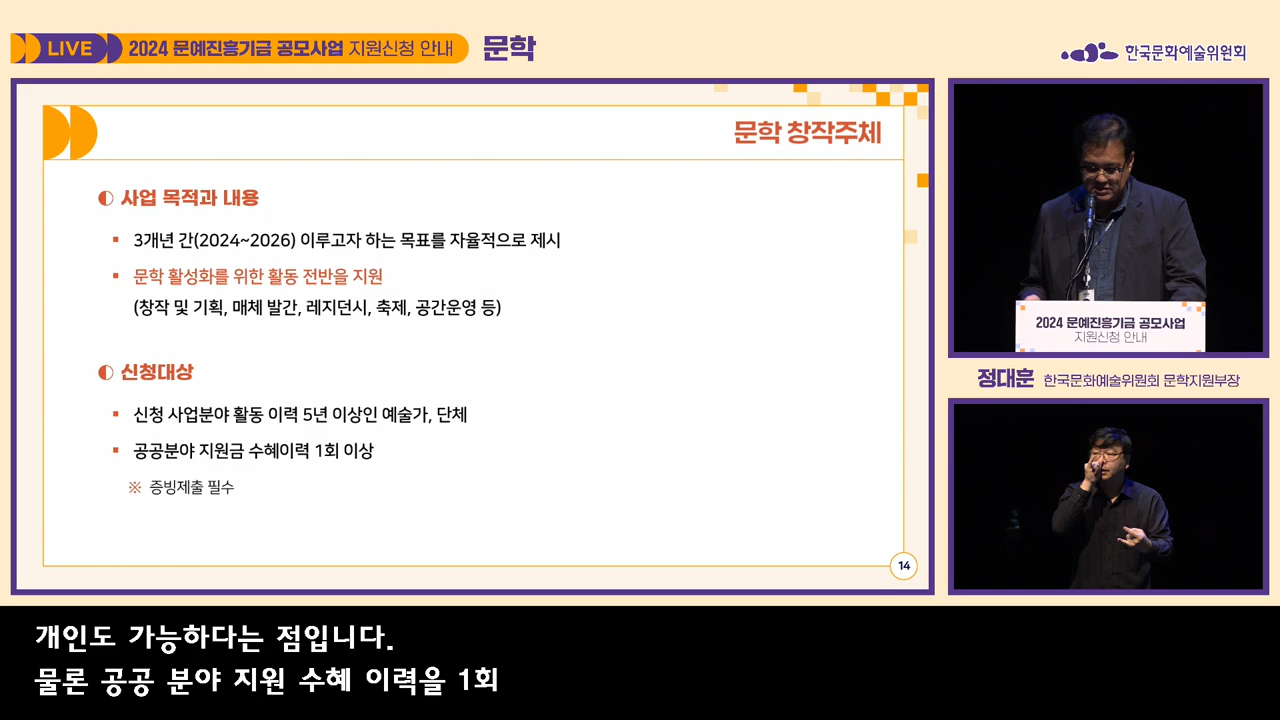 LIVE 2024 문예진흥기금 공모사업 지원신청 안내 문학
한국문화예술위원회
문학 창작주체
사업 목적과 내용
▪ 3개년 간(2024~2026) 이루고자 하는 목표를 자율적으로 제시
▪ 문학 활성화를 위한 활동 전반을 지원
(창작 및 기획, 매체 발간, 레지던시, 축제, 공간운영 등)
신청대상
▪ 신청 사업분야 활동 이력 5년 이상인 예술가, 단체
▪ 공공분야 지원금 수혜이력 1회 이상
※ 증빙제출 필수
14
2024 문예진흥기금 공모사업
지원신청 안내
정대훈 한국문화예술위원회 문학지원부장
개인도 가능하다는 점입니다.
물론 공공 분야 지원 수혜 이력을 1회